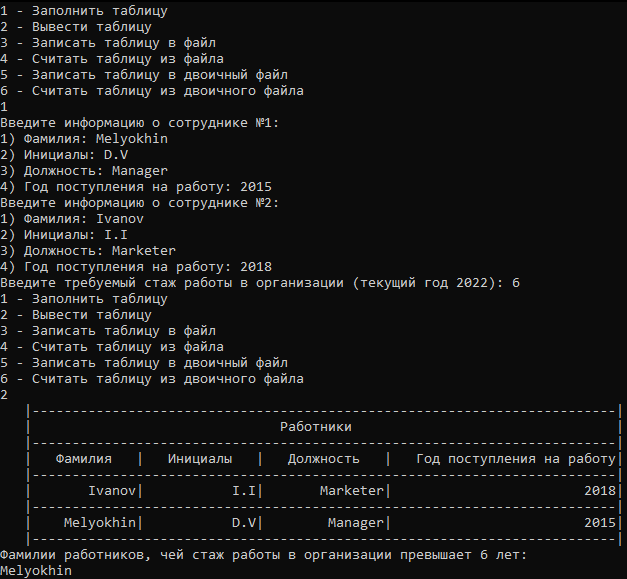 1 - Заполнить таблицу
2 - Вывести таблицу
3 - Записать таблицу в файл
4 - Считать таблицу из файла
5 - Записать таблицу в двоичный файл
6 - Считать таблицу из двоичного файла
1
Введите информацию о сотруднике №1:
1) Фамилия: Melyokhin
2) Инициалы: D.V
3) Должность: Manager
4) Год поступления на работу: 2015
Введите информацию о сотруднике №2:
1) Фамилия: Ivanov
2) Инициалы: I.I
3) Должность: Marketer
4) Год поступления на работу: 2018
Введите требуемый стаж работы в организации (текущий год 2022): 6
1 - Заполнить таблицу
2 - Вывести таблицу
3 - Записать таблицу в файл
4 - Считать таблицу из файла
5 - Записать таблицу в двоичный файл
6 - Считать таблицу из двоичного файла
2
|-------------------------------------------------------------------------|
| Работники |
|-------------------------------------------------------------------------|
| Фамилия | Инициалы | Должность | Год поступления на работу|
|-------------------------------------------------------------------------|
| Ivanov| I.I| Marketer| 2018|
|-------------------------------------------------------------------------|
| Melyokhin| D.V| Manager| 2015|
|-------------------------------------------------------------------------|
Фамилии работников, чей стаж работы в организации превышает 6 лет:
Melyokhin